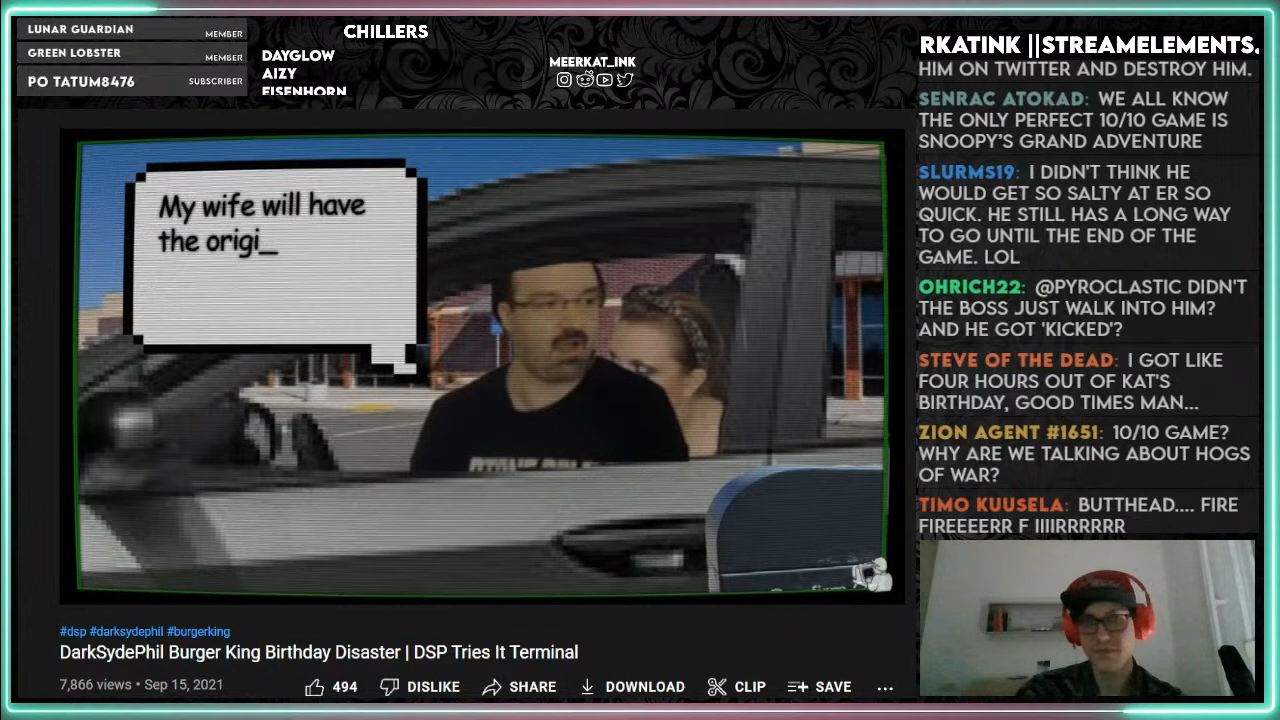 LUNAR GUARDIAN MEMBER
GREEN LOBSTER MEMBER
PO TATUM8476 SUBSCRIBER
CHILLERS
DAYGLOW
AIZY
EISENHORN
MEERKAT_INK
RKATINK ||STREAMELEMENTS.
HIM ON TWITTER AND DESTROY HIM.
SENRAC ATOKAD: WE ALL KNOW
THE ONLY PERFECT 10/10 GAME IS
SNOOPY'S GRAND ADVENTURE
SLURMS19: I DIDN'T THINK HE
WOULD GET SO SALTY AT ER SO
QUICK. HE STILL HAS A LONG WAY
TO GO UNTIL THE END OF THE
GAME. LOL
OHRICH22: @PYROCLASTIC DIDN'T
THE BOSS JUST WALK INTO HIM?
AND HE GOT 'KICKED'?
STEVE OF THE DEAD: I GOT LIKE
FOUR HOURS OUT OF KAT'S
BIRTHDAY, GOOD TIMES MAN...
ZION AGENT #1651: 10/10 GAME?
WHY ARE WE TALKING ABOUT HOGS
OF WAR?
TIMO KUUSELA: BUTTHEAD.... FIRE
FIREEEERR F IIIIRRRRRR
My wife will have
the origi_
#dsp #darksydephil #burgerking
DarkSydePhil Burger King Birthday Disaster | DSP Tries It Terminal
7,866 views • Sep 15, 2021
494 DISLIKE SHARE DOWNLOAD CLIP SAVE ...